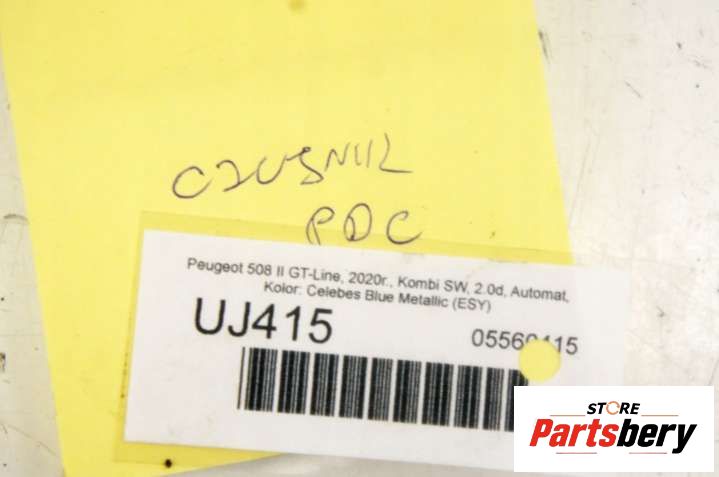 CZUJNIK
PDC
Peugeot 508 II GT-Line, 2020r., Kombi SW, 2.0d, Automat,
Kolor: Celebes Blue Metallic (ESY)
UJ415
STORE
Partsbery